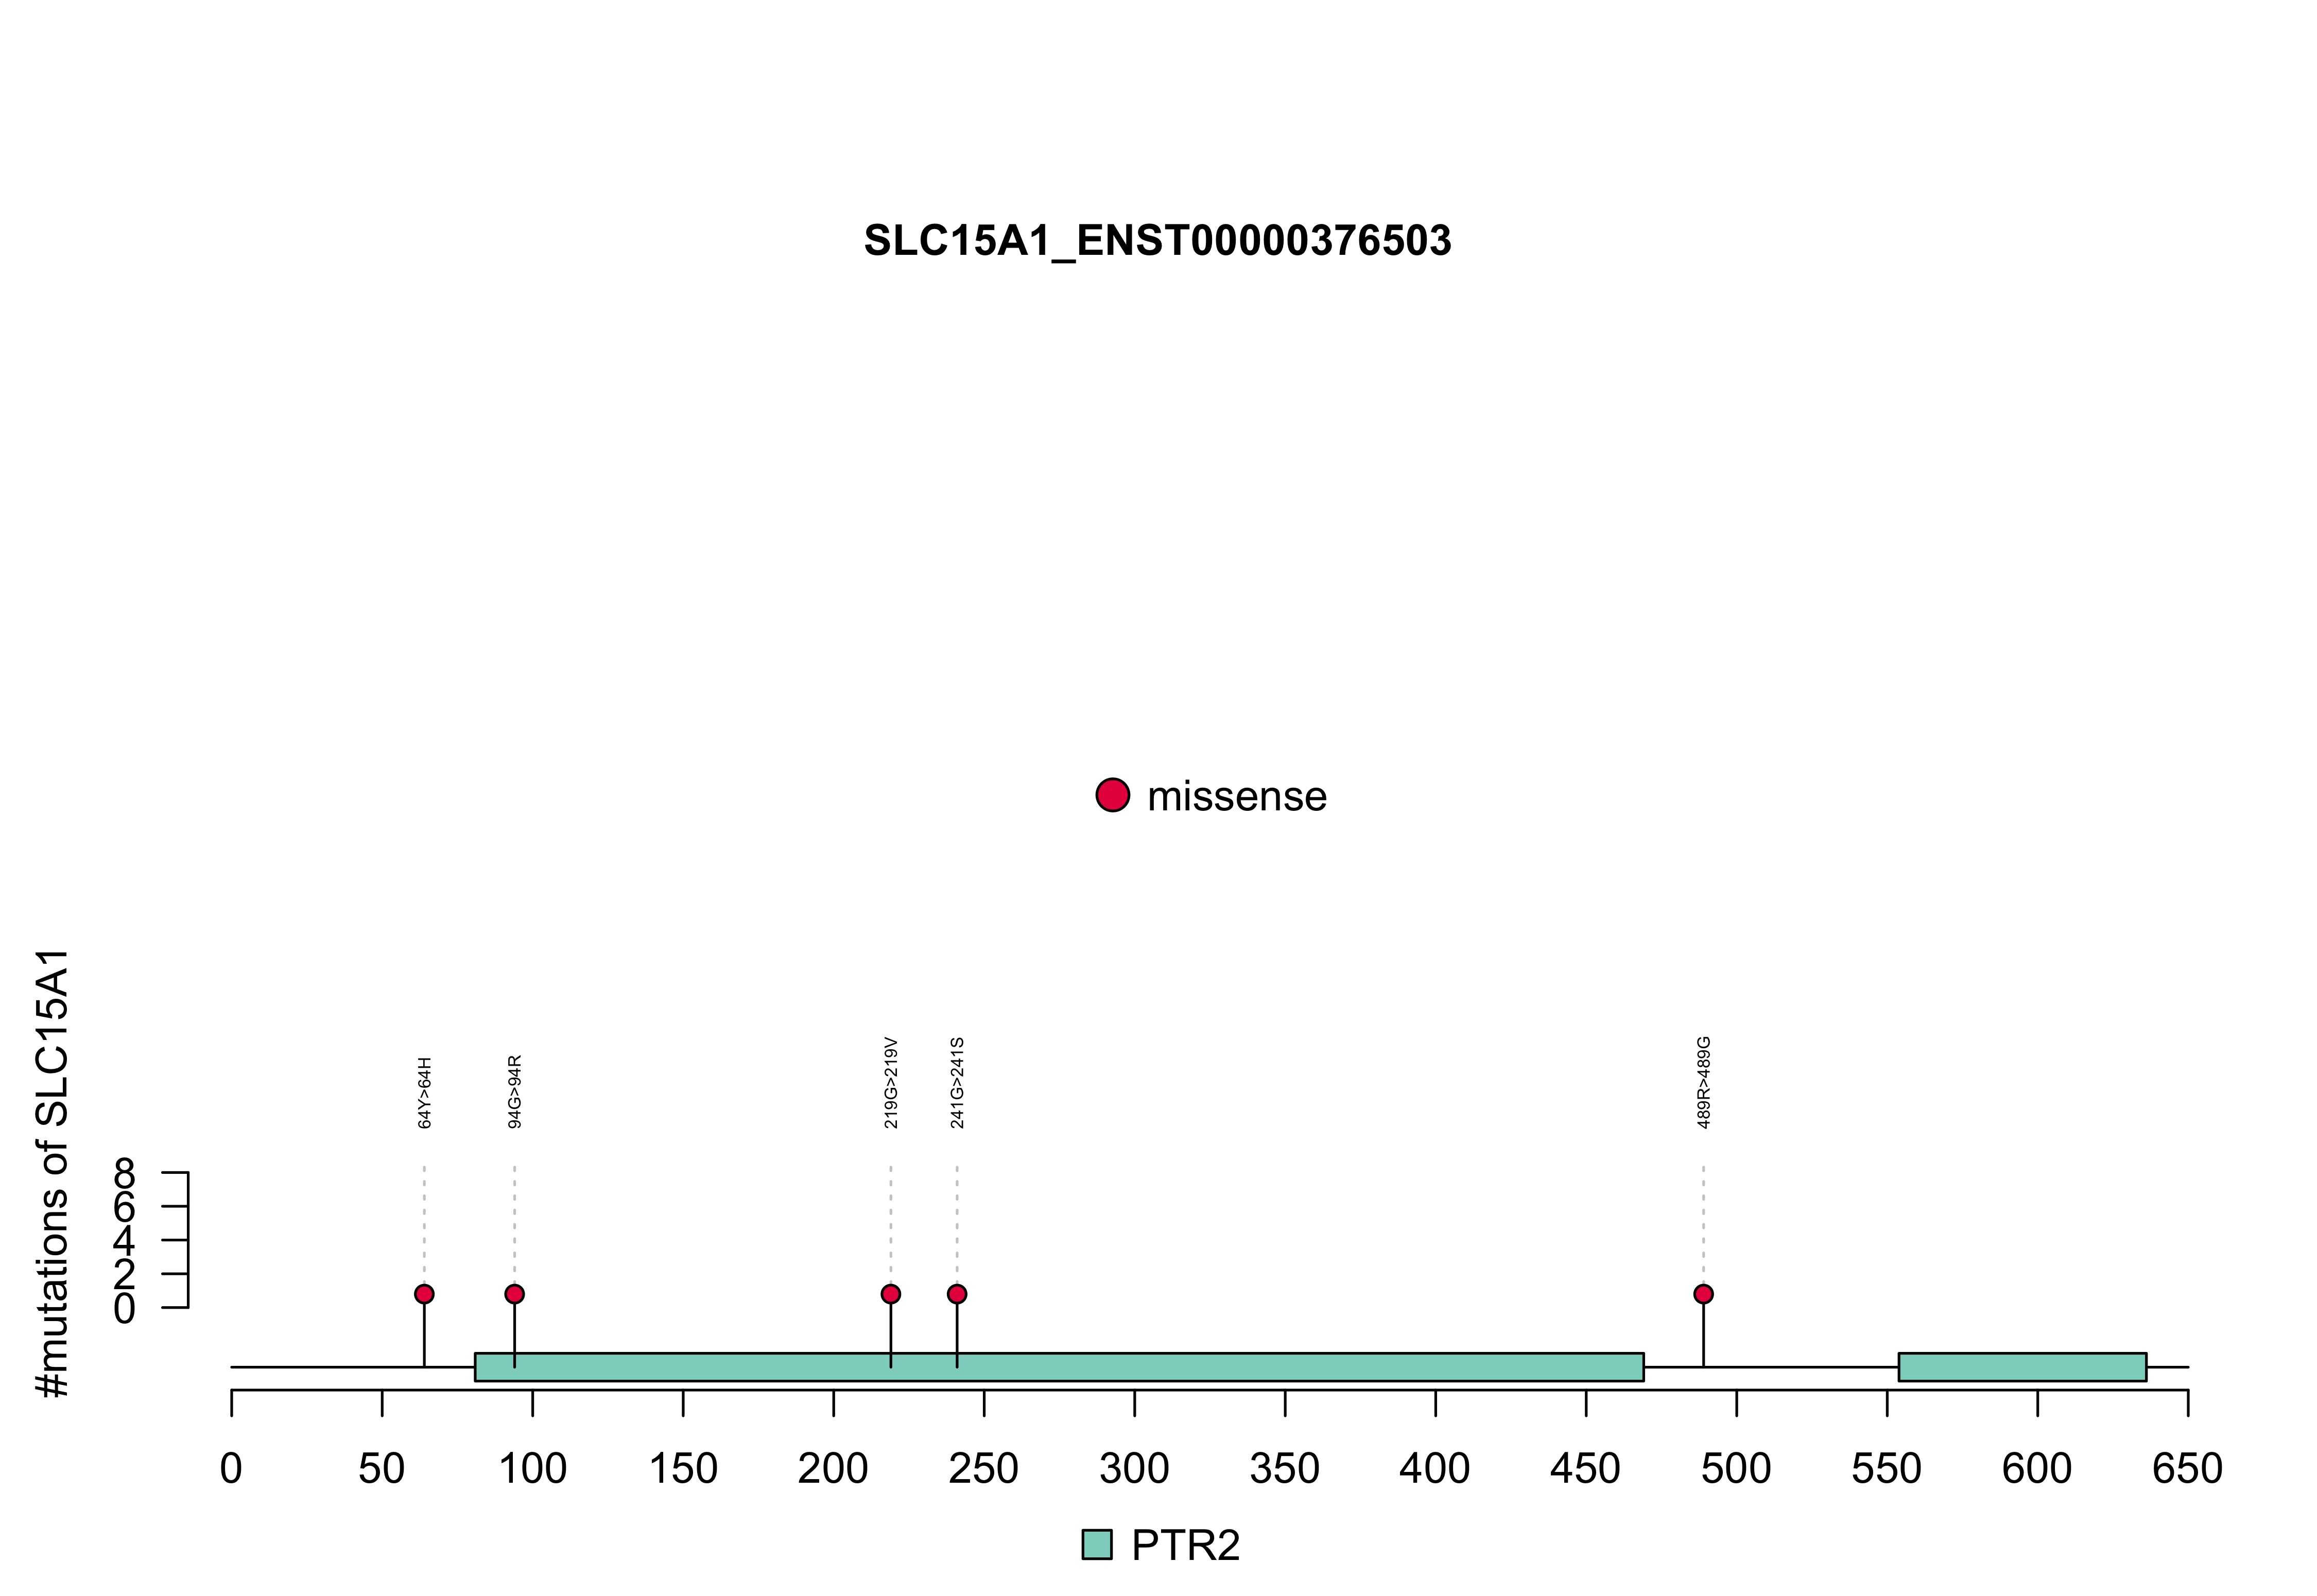 SLC15A1_ENST00000376503
missense
#mutations of SLC15A1
64Y>64H
94G>94R
219G>219V
241G>241S
489R>489G
8
6
4
2
0
0 50 100 150 200 250 300 350 400 450 500 550 600 650
PTR2